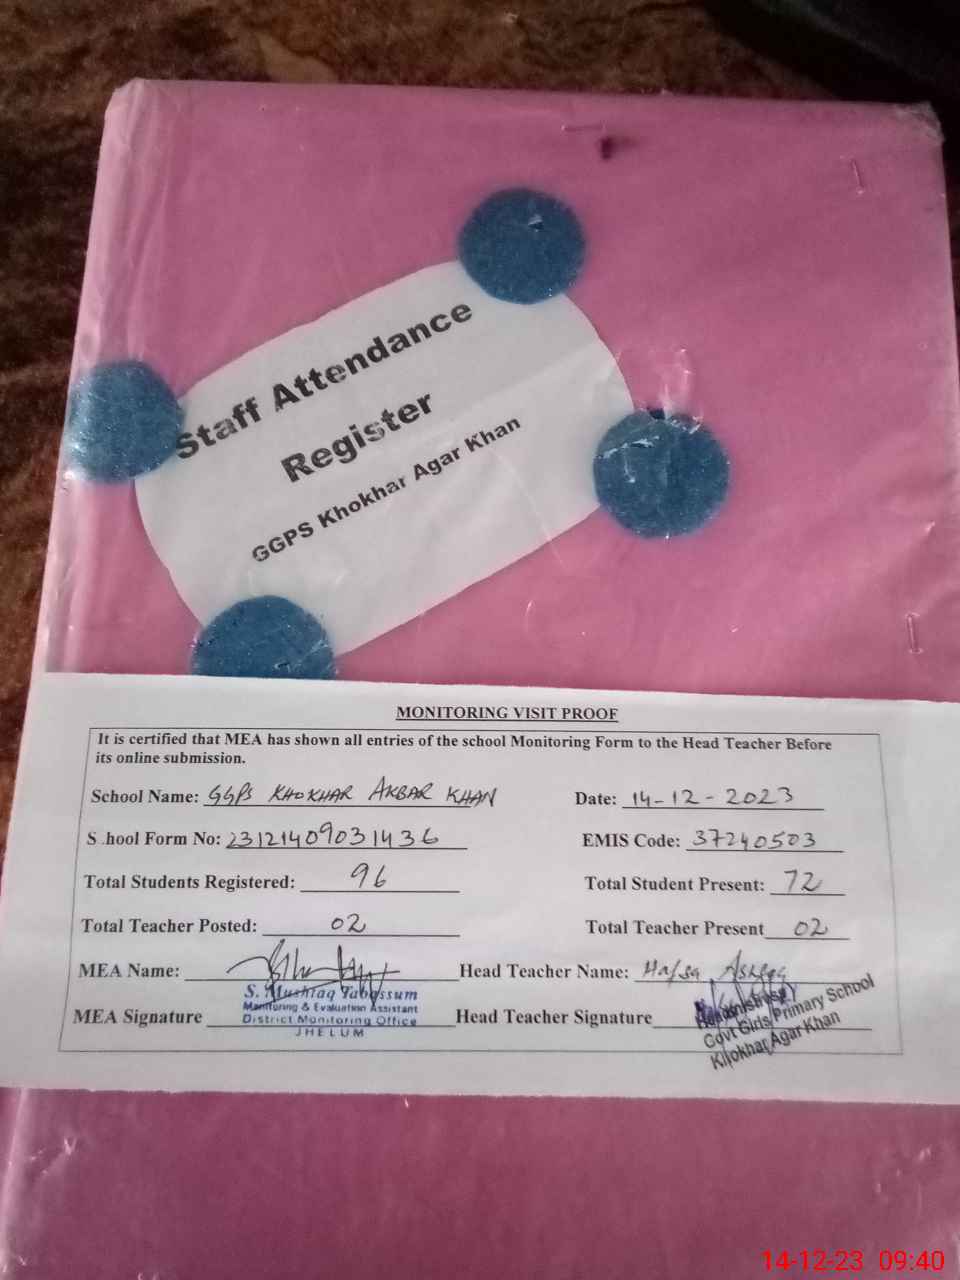 Staff Attendance
Register
GGPS Khokhar Agar Khan
MONITORING VISIT PROOF
It is certified that MEA has shown all entries of the school Monitoring Form to the Head Teacher Before
its online submission.
School Name: GGPS KHOKHAR AKBAR KHAN Date: 14-12-2023
S.hool Form No: 23121409031436 EMIS Code: 37240503
Total Students Registered: 96 Total Student Present: 72
Total Teacher Posted: 02 Total Teacher Present 02
MEA Name: Head Teacher Name: Hafsa Ashfaq
S. Mushtaq Tabassum
Monitoring & Evaluation Assistant
MEA Signature District Monitoring Office Head Teacher Signature
JHELUM
Headmistress
Govt Girls Primary School
Khokhar Agar Khan
14-12-23 09:40